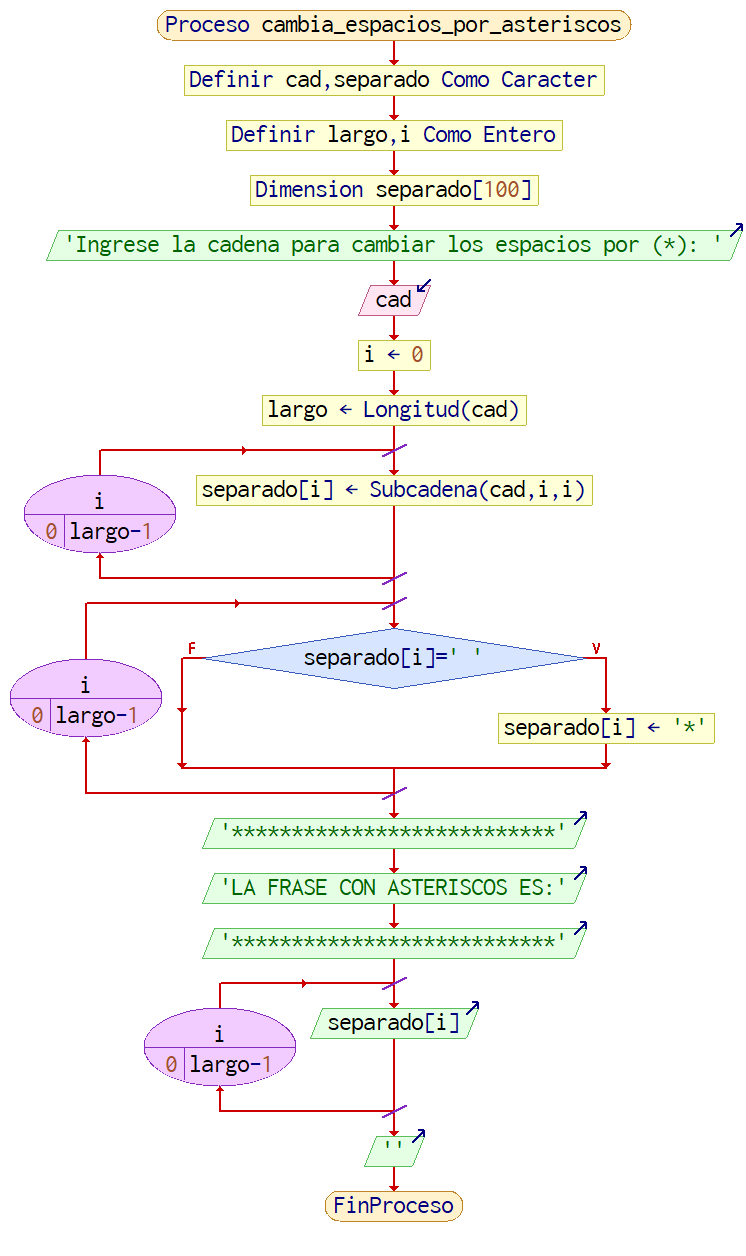 Proceso cambia_espacios_por_asteriscos
Definir cad,separado Como Caracter
Definir largo,i Como Entero
Dimension separado[100]
'Ingrese la cadena para cambiar los espacios por (*): '
cad
i ← 0
largo ← Longitud(cad)
i
0 largo-1
separado[i] ← Subcadena(cad,i,i)
i
0 largo-1
F
separado[i]=' '
V
separado[i] ← '*'
'***************************'
'LA FRASE CON ASTERISCOS ES:'
'***************************'
i
0 largo-1
separado[i]
''
FinProceso